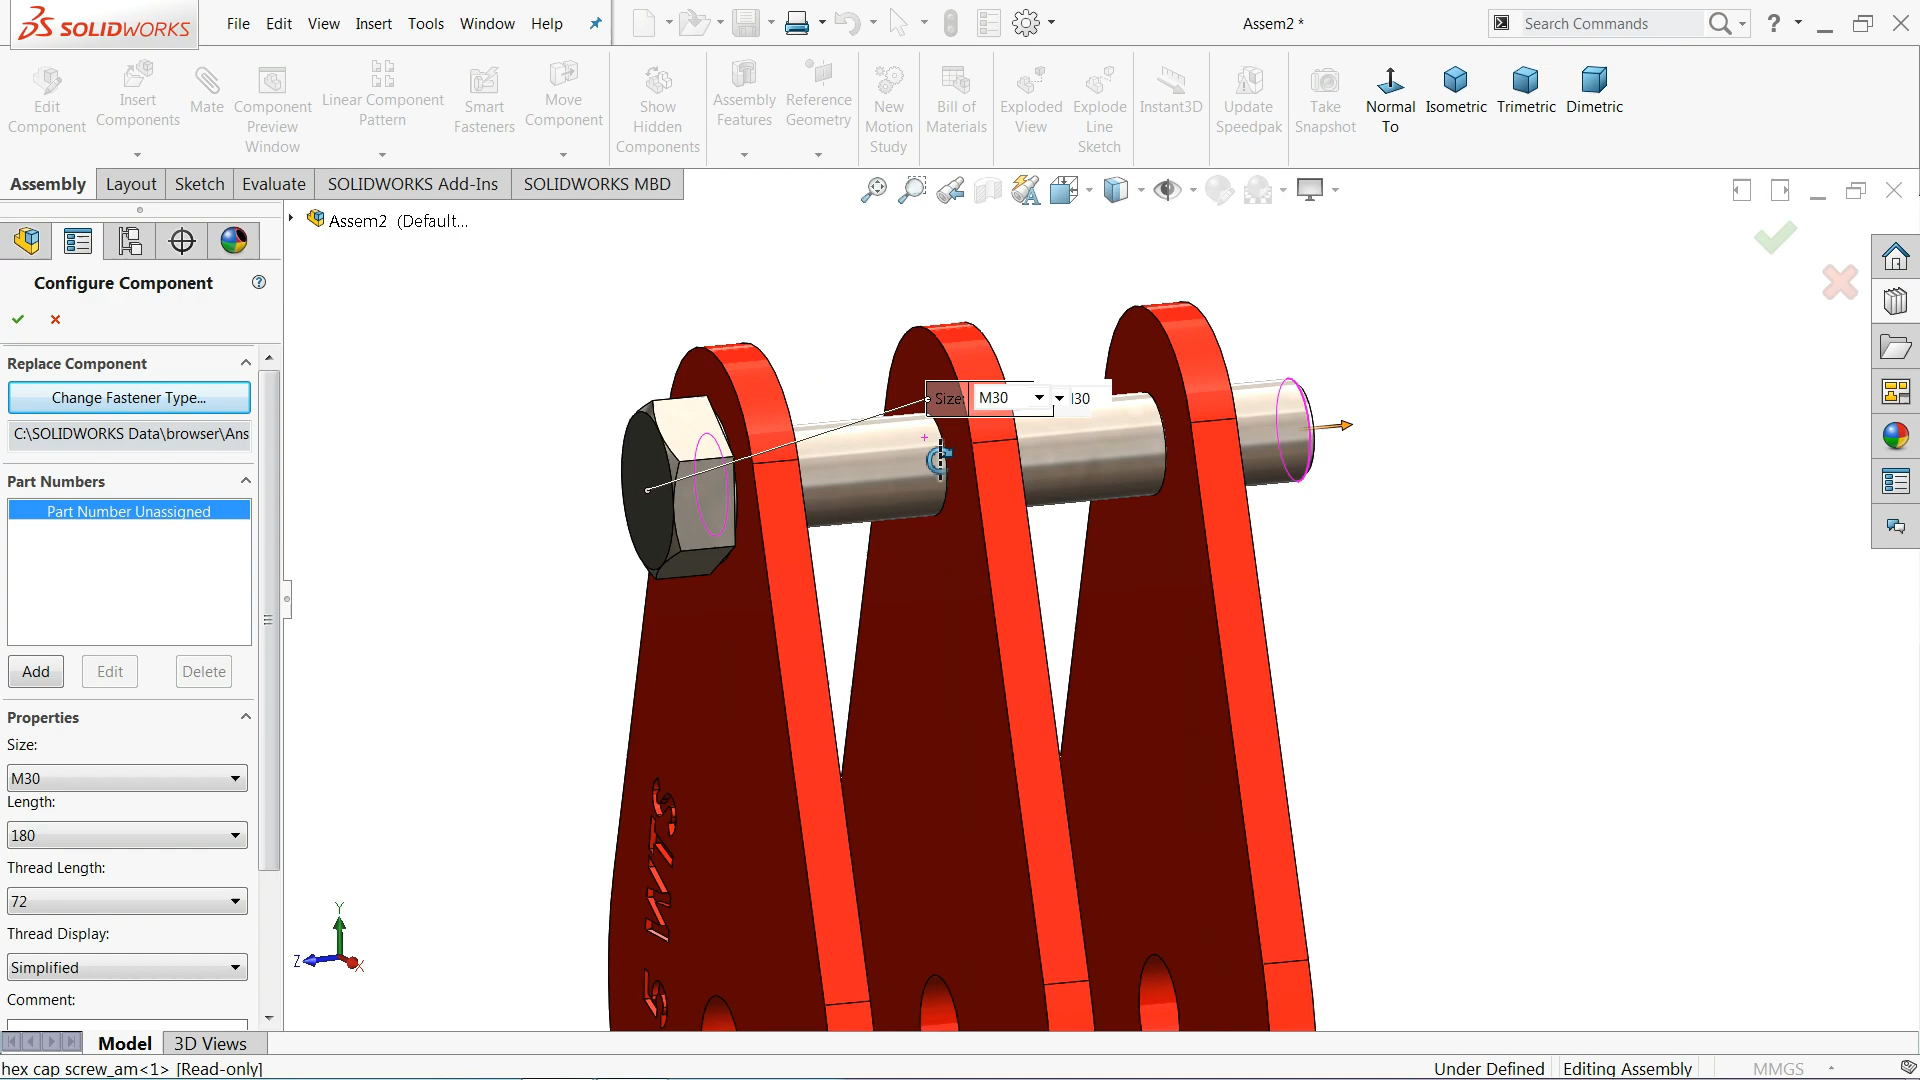 SOLIDWORKS
File Edit View Insert Tools Window Help
Assem2 *
Search Commands
?
Edit Component
Insert Components
Mate
Component Preview Window
Linear Component Pattern
Smart Fasteners
Move Component
Show Hidden Components
Assembly Features
Reference Geometry
New Motion Study
Bill of Materials
Exploded View
Explode Line Sketch
Instant3D
Update Speedpak
Take Snapshot
Normal To
Isometric
Trimetric
Dimetric
Assembly Layout Sketch Evaluate SOLIDWORKS Add-Ins SOLIDWORKS MBD
Assem2 (Default...
Configure Component
Replace Component
Change Fastener Type...
C:\SOLIDWORKS Data\browser\Ans
Part Numbers
Part Number Unassigned
Add Edit Delete
Properties
Size:
M30
Length:
180
Thread Length:
72
Thread Display:
Simplified
Comment:
Size: M30
Y
Z
X
Model 3D Views
hex cap screw_am<1> [Read-only]
Under Defined Editing Assembly MMGS